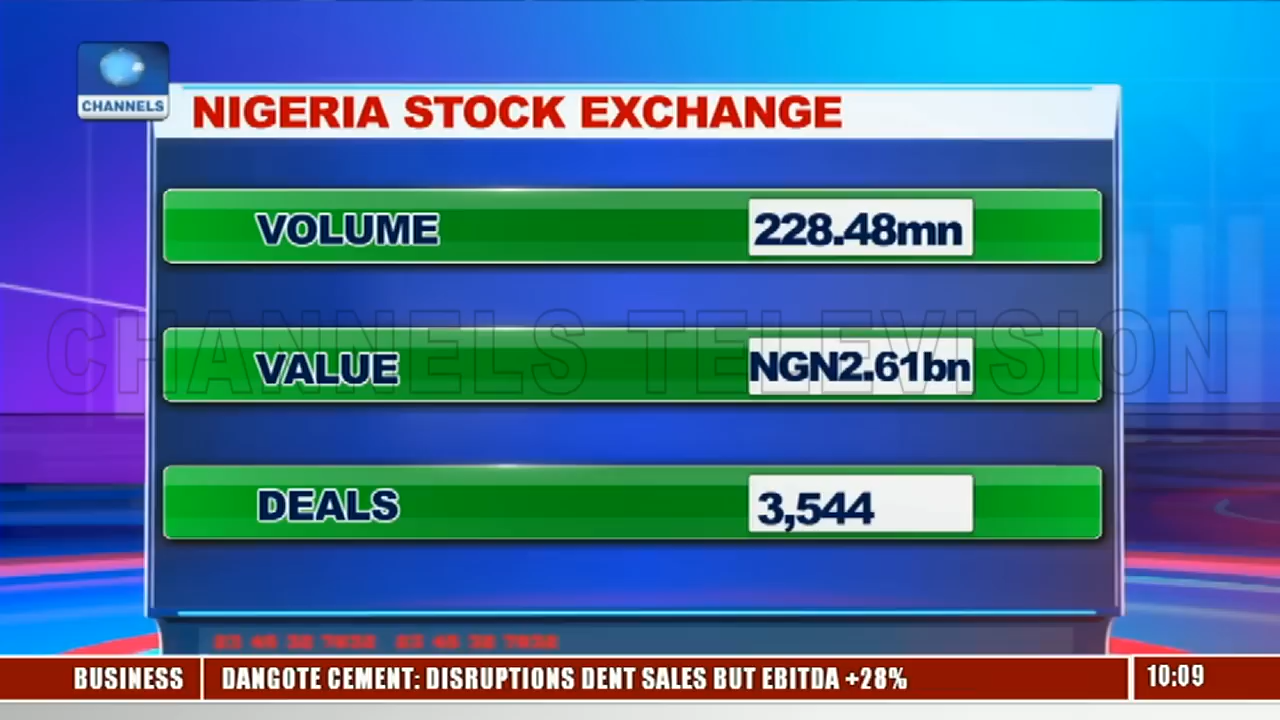 CHANNELS
NIGERIA STOCK EXCHANGE
VOLUME 228.48mn
CHANNELS TELEVISION
VALUE NGN2.61bn
DEALS 3,544
BUSINESS DANGOTE CEMENT: DISRUPTIONS DENT SALES BUT EBITDA +28% 10:09